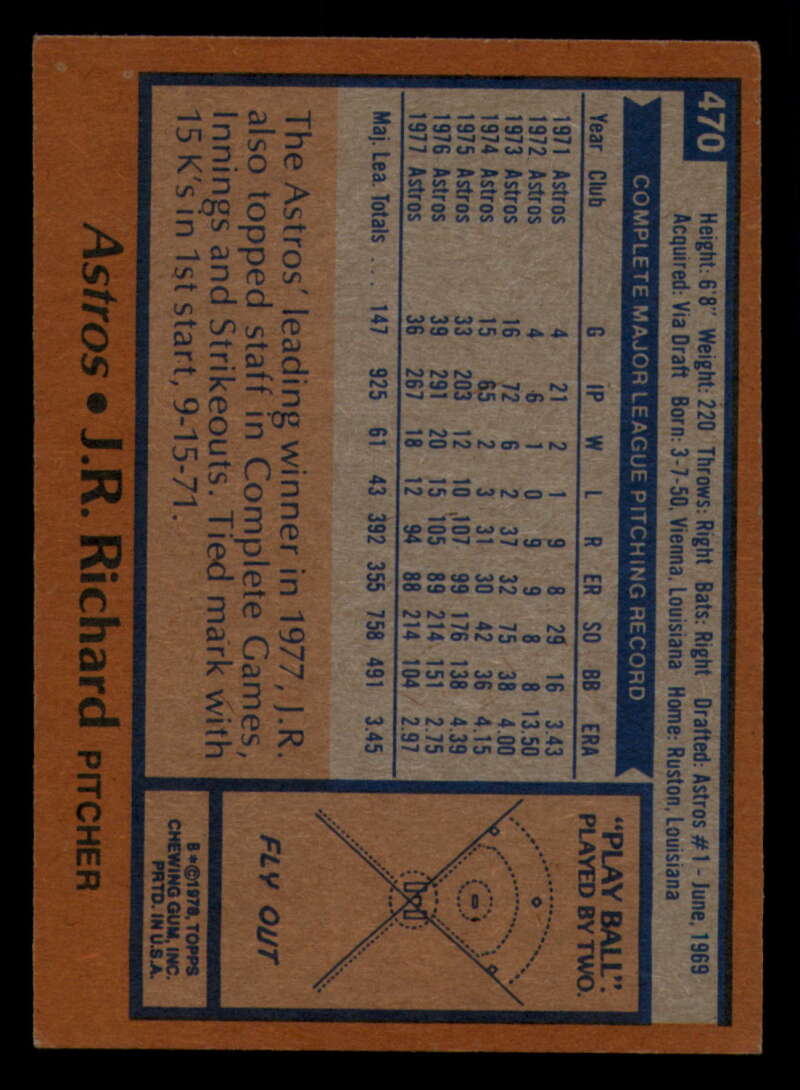 470
Height: 6'8" Weight: 220 Throws: Right Bats: Right Drafted: Astros #1 - June, 1969
Acquired: Via Draft Born: 3-7-50, Vienna, Louisiana Home: Ruston, Louisiana
COMPLETE MAJOR LEAGUE PITCHING RECORD
Year Club G IP W L R ER SO BB ERA
1971 Astros 4 21 2 1 9 8 29 16 3.43
1972 Astros 4 6 1 0 9 9 8 8 13.50
1973 Astros 16 72 6 2 37 32 75 38 4.00
1974 Astros 15 65 2 3 31 30 42 36 4.15
1975 Astros 33 203 12 10 107 99 176 138 4.39
1976 Astros 39 291 20 15 105 89 214 151 2.75
1977 Astros 36 267 18 12 94 88 214 104 2.97
Maj. Lea. Totals ... 147 925 61 43 392 355 758 491 3.45
The Astros' leading winner in 1977, J.R.
also topped staff in Complete Games,
Innings and Strikeouts. Tied mark with
15 K's in 1st start, 9-15-71.
"PLAY BALL":
PLAYED BY TWO.
FLY OUT
B*©1978, TOPPS
CHEWING GUM, INC.
PRTD. IN U.S.A.
Astros • J.R. Richard PITCHER